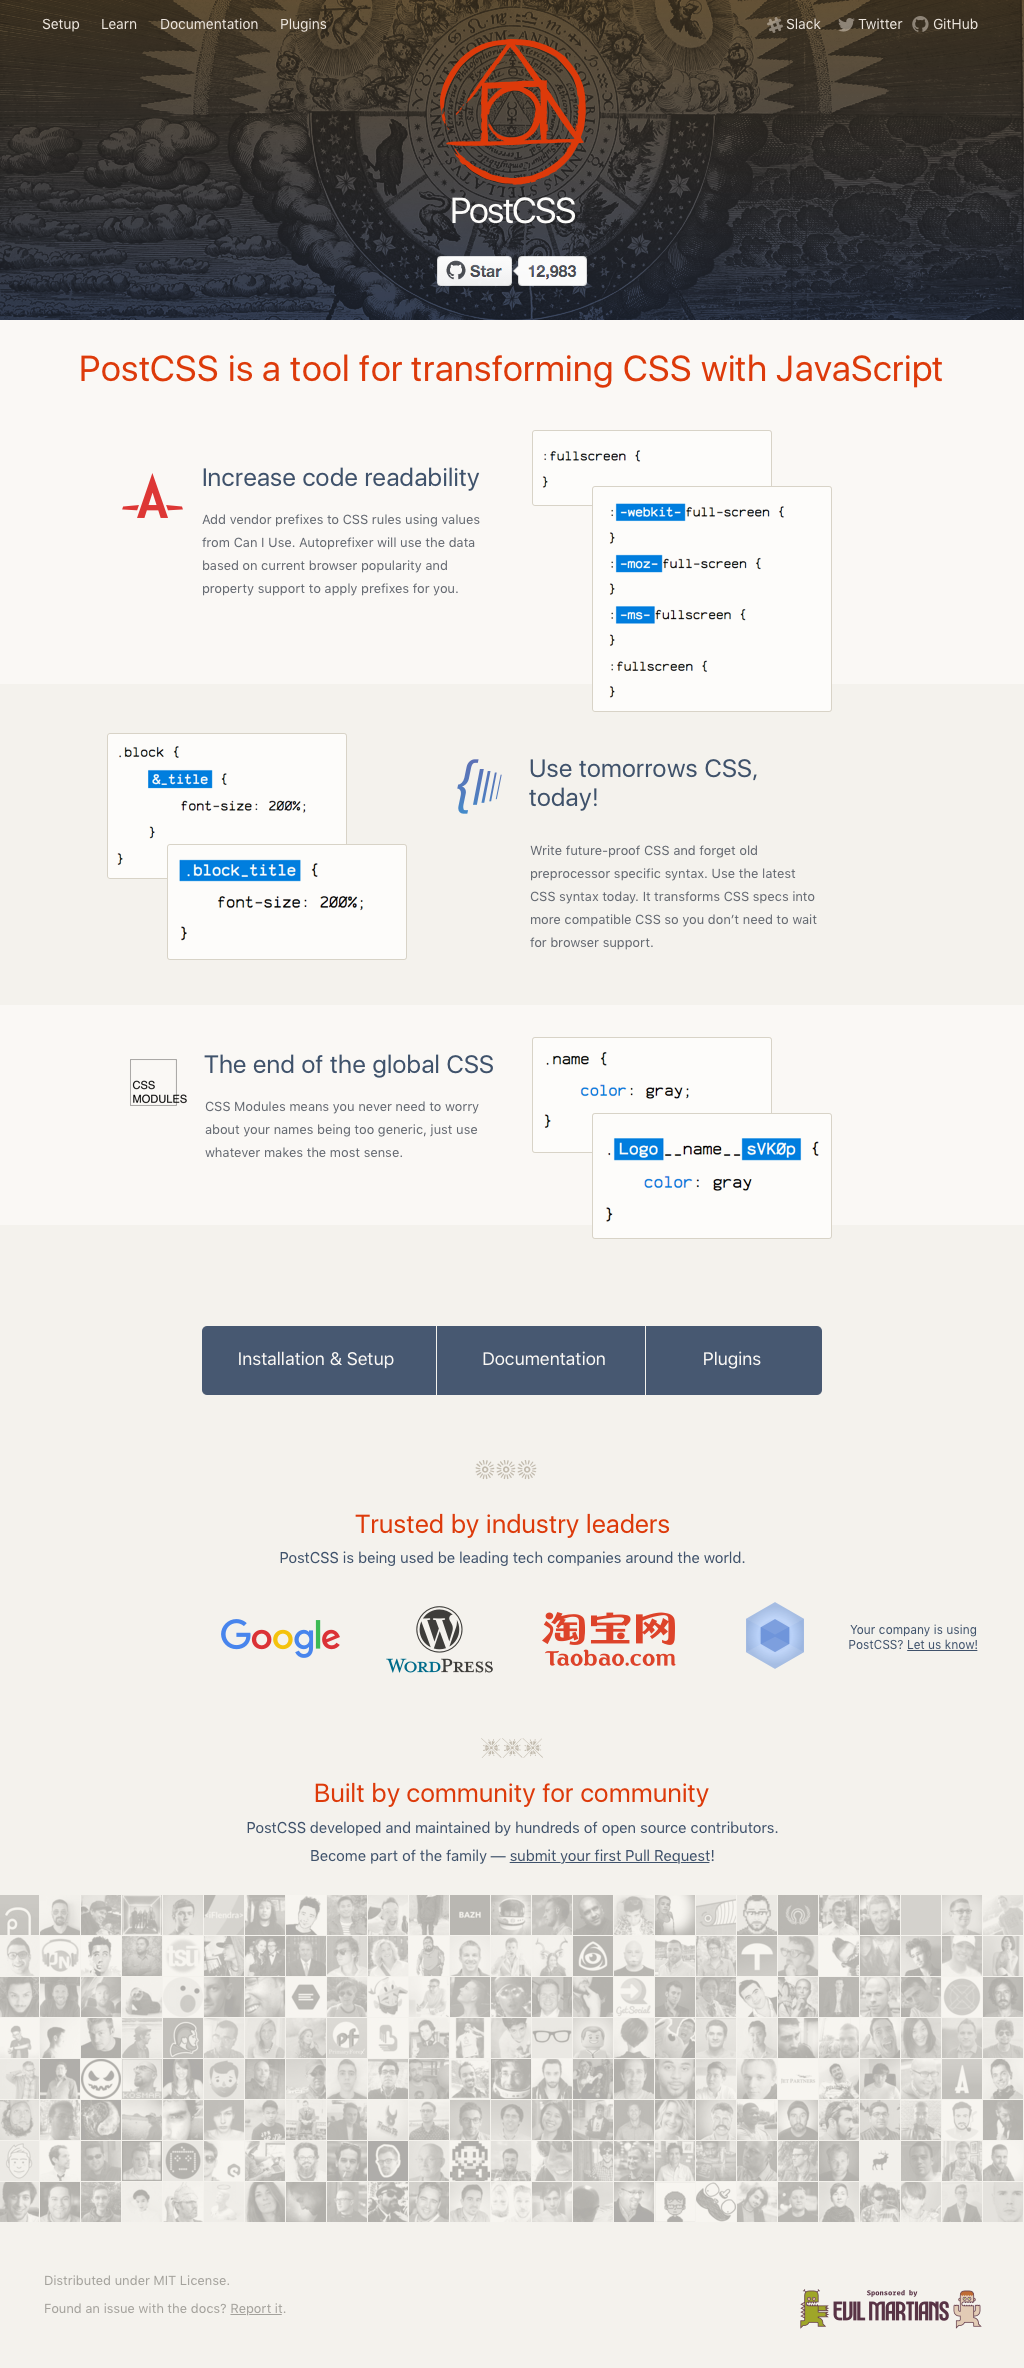 Setup Learn Documentation Plugins Slack Twitter GitHub
PostCSS
Star 12,983
PostCSS is a tool for transforming CSS with JavaScript
Increase code readability
Add vendor prefixes to CSS rules using values
from Can I Use. Autoprefixer will use the data
based on current browser popularity and
property support to apply prefixes for you.
:fullscreen {
}
:-webkit-full-screen {
}
:-moz-full-screen {
}
:-ms-fullscreen {
}
:fullscreen {
}
.block {
&_title {
font-size: 200%;
}
}
.block_title {
font-size: 200%;
}
Use tomorrows CSS,
today!
Write future-proof CSS and forget old
preprocessor specific syntax. Use the latest
CSS syntax today. It transforms CSS specs into
more compatible CSS so you don’t need to wait
for browser support.
CSS
MODULES
The end of the global CSS
CSS Modules means you never need to worry
about your names being too generic, just use
whatever makes the most sense.
.name {
color: gray;
}
.Logo__name__sVK0p {
color: gray
}
Installation & Setup Documentation Plugins
Trusted by industry leaders
PostCSS is being used be leading tech companies around the world.
Google
WORDPRESS
淘宝网
Taobao.com
Your company is using
PostCSS? Let us know!
Built by community for community
PostCSS developed and maintained by hundreds of open source contributors.
Become part of the family — submit your first Pull Request!
BAZH
Distributed under MIT License.
Found an issue with the docs? Report it.
Sponsored by
EVIL MARTIANS